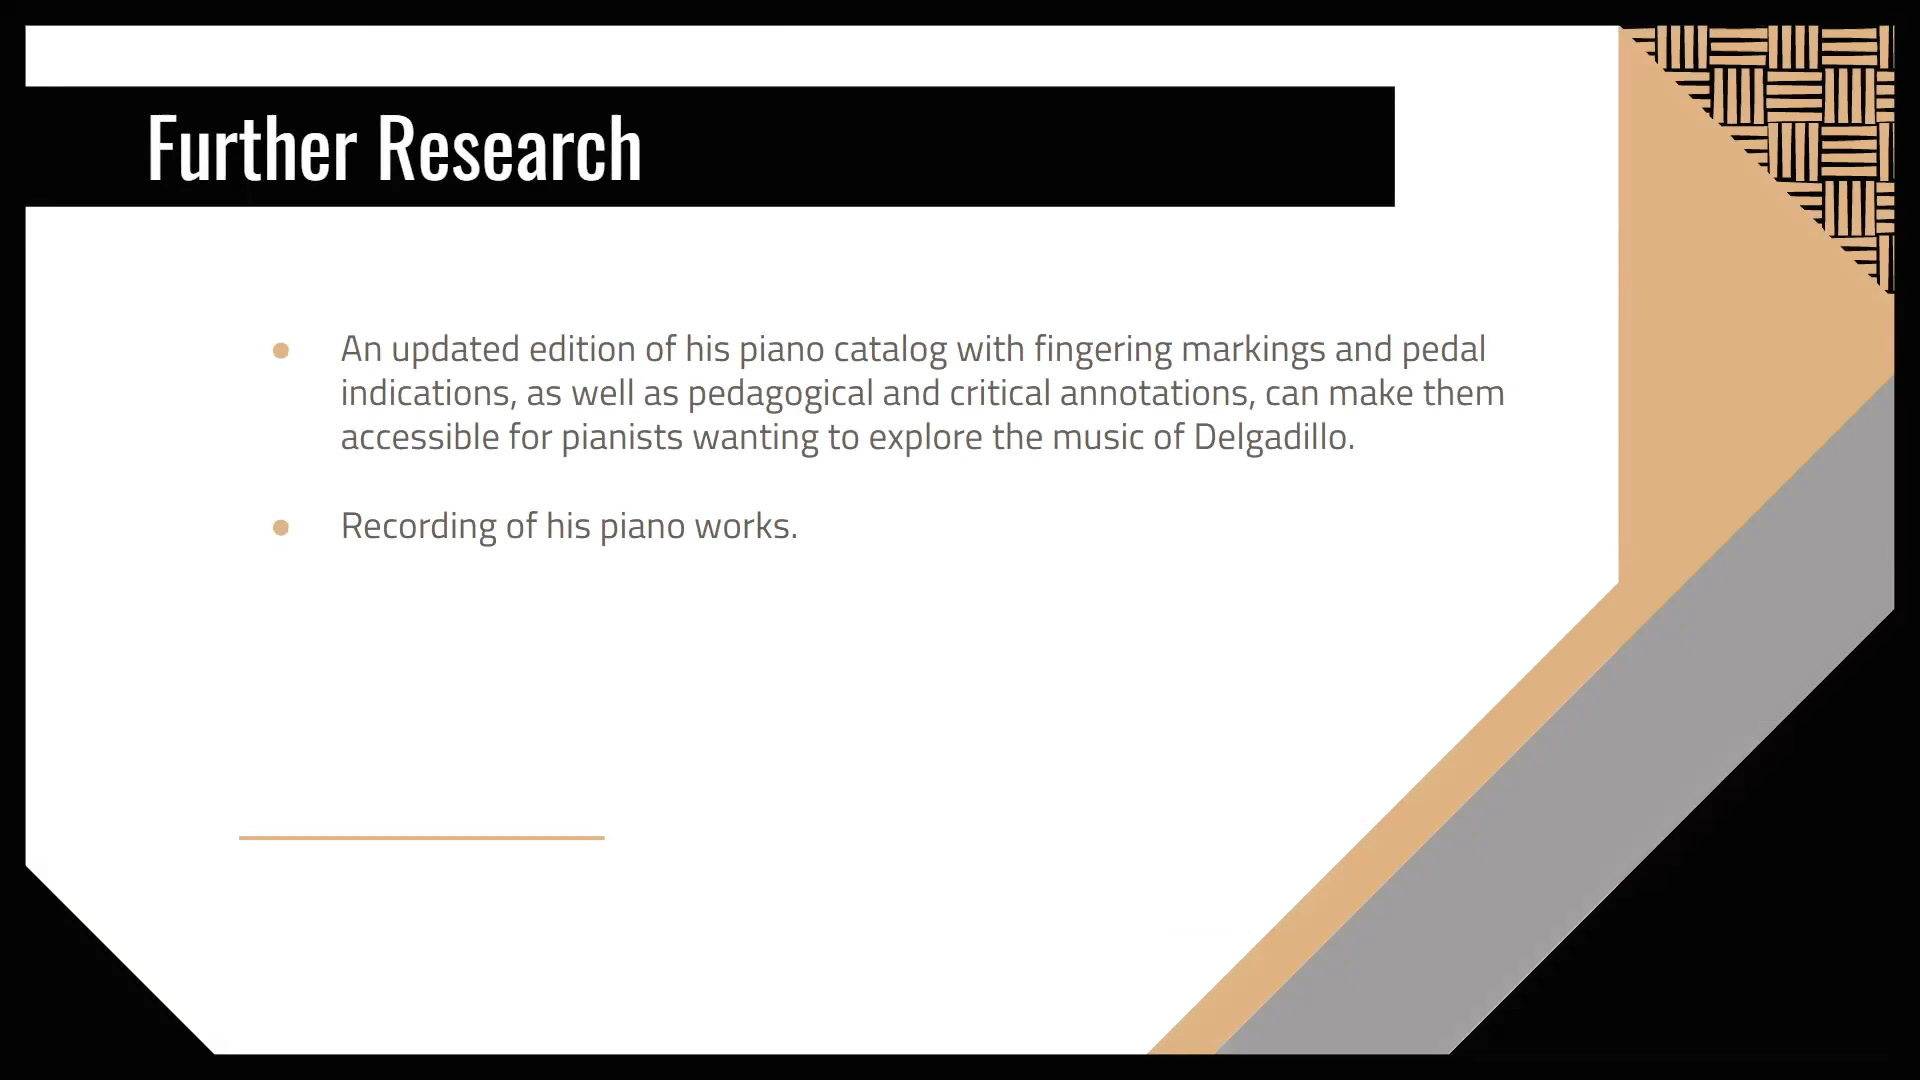 Further Research
An updated edition of his piano catalog with fingering markings and pedal
indications, as well as pedagogical and critical annotations, can make them
accessible for pianists wanting to explore the music of Delgadillo.
Recording of his piano works.